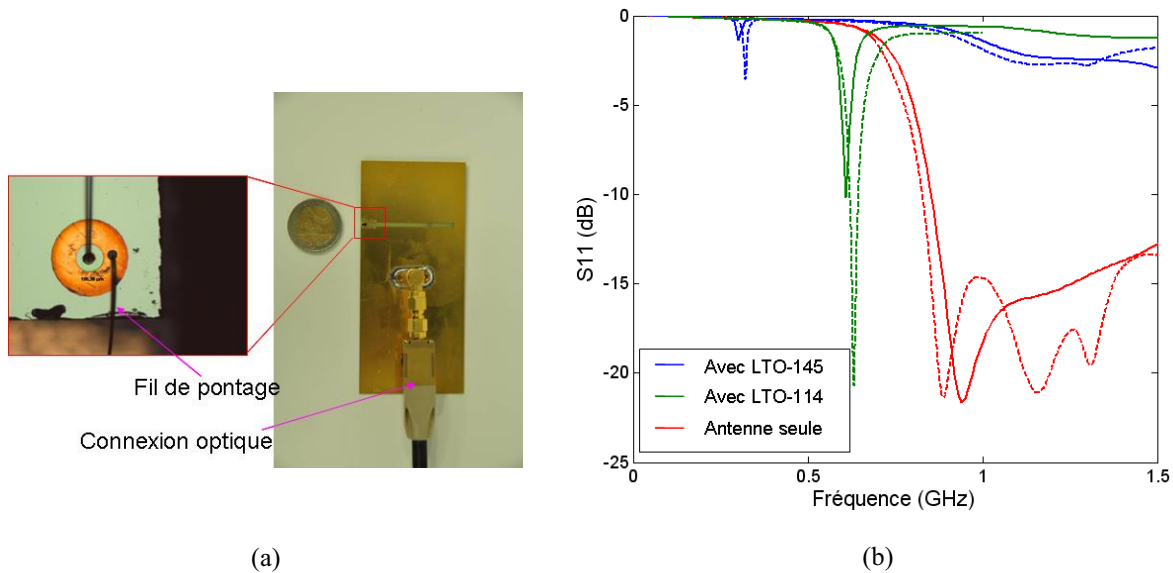 Fil de pontage
Connexion optique
(a)
S11 (dB)
0
-5
-10
-15
-20
-25
0
0.5
1
1.5
Fréquence (GHz)
Avec LTO-145
Avec LTO-114
Antenne seule
(b)